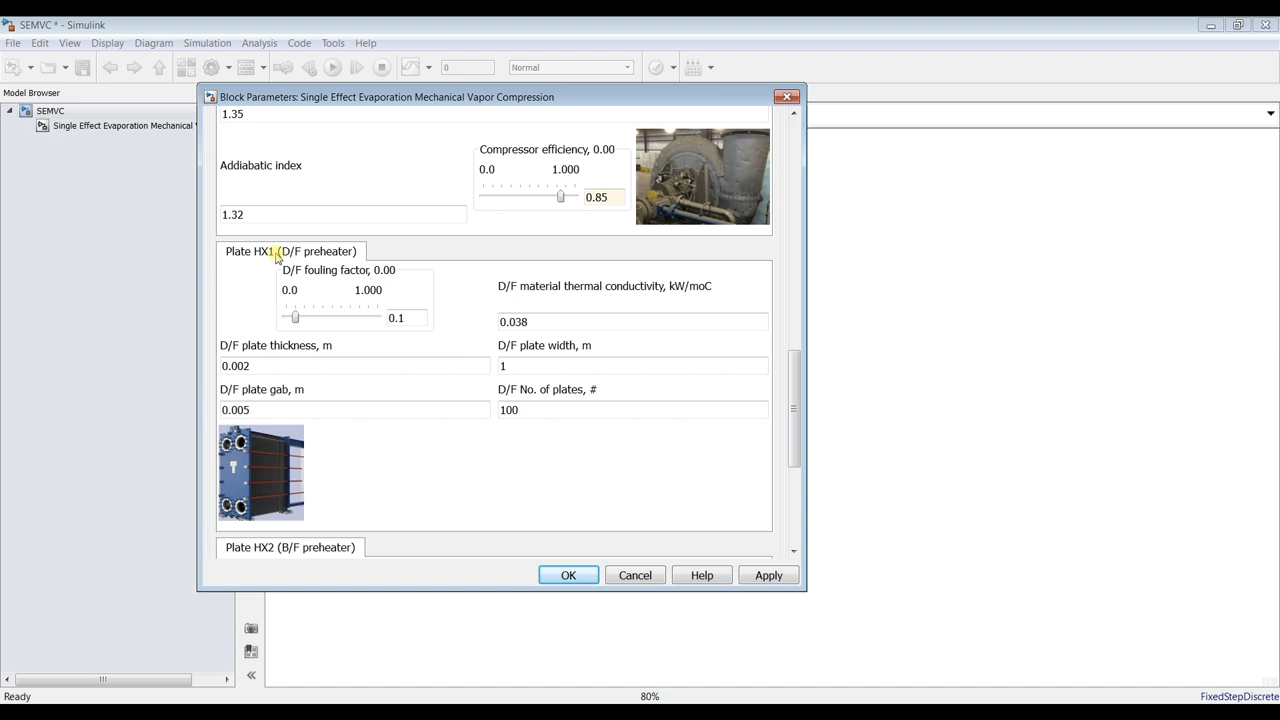 SEMVC * - Simulink
File Edit View Display Diagram Simulation Analysis Code Tools Help
0
Normal
Model Browser
SEMVC
Single Effect Evaporation Mechanical V
Block Parameters: Single Effect Evaporation Mechanical Vapor Compression
1.35
Compressor efficiency, 0.00
Addiabatic index
0.0 1.000
0.85
1.32
Plate HX1 (D/F preheater)
D/F fouling factor, 0.00
0.0 1.000
D/F material thermal conductivity, kW/moC
0.1
0.038
D/F plate thickness, m D/F plate width, m
0.002 1
D/F plate gab, m D/F No. of plates, #
0.005 100
Plate HX2 (B/F preheater)
OK Cancel Help Apply
Ready 80% FixedStepDiscrete